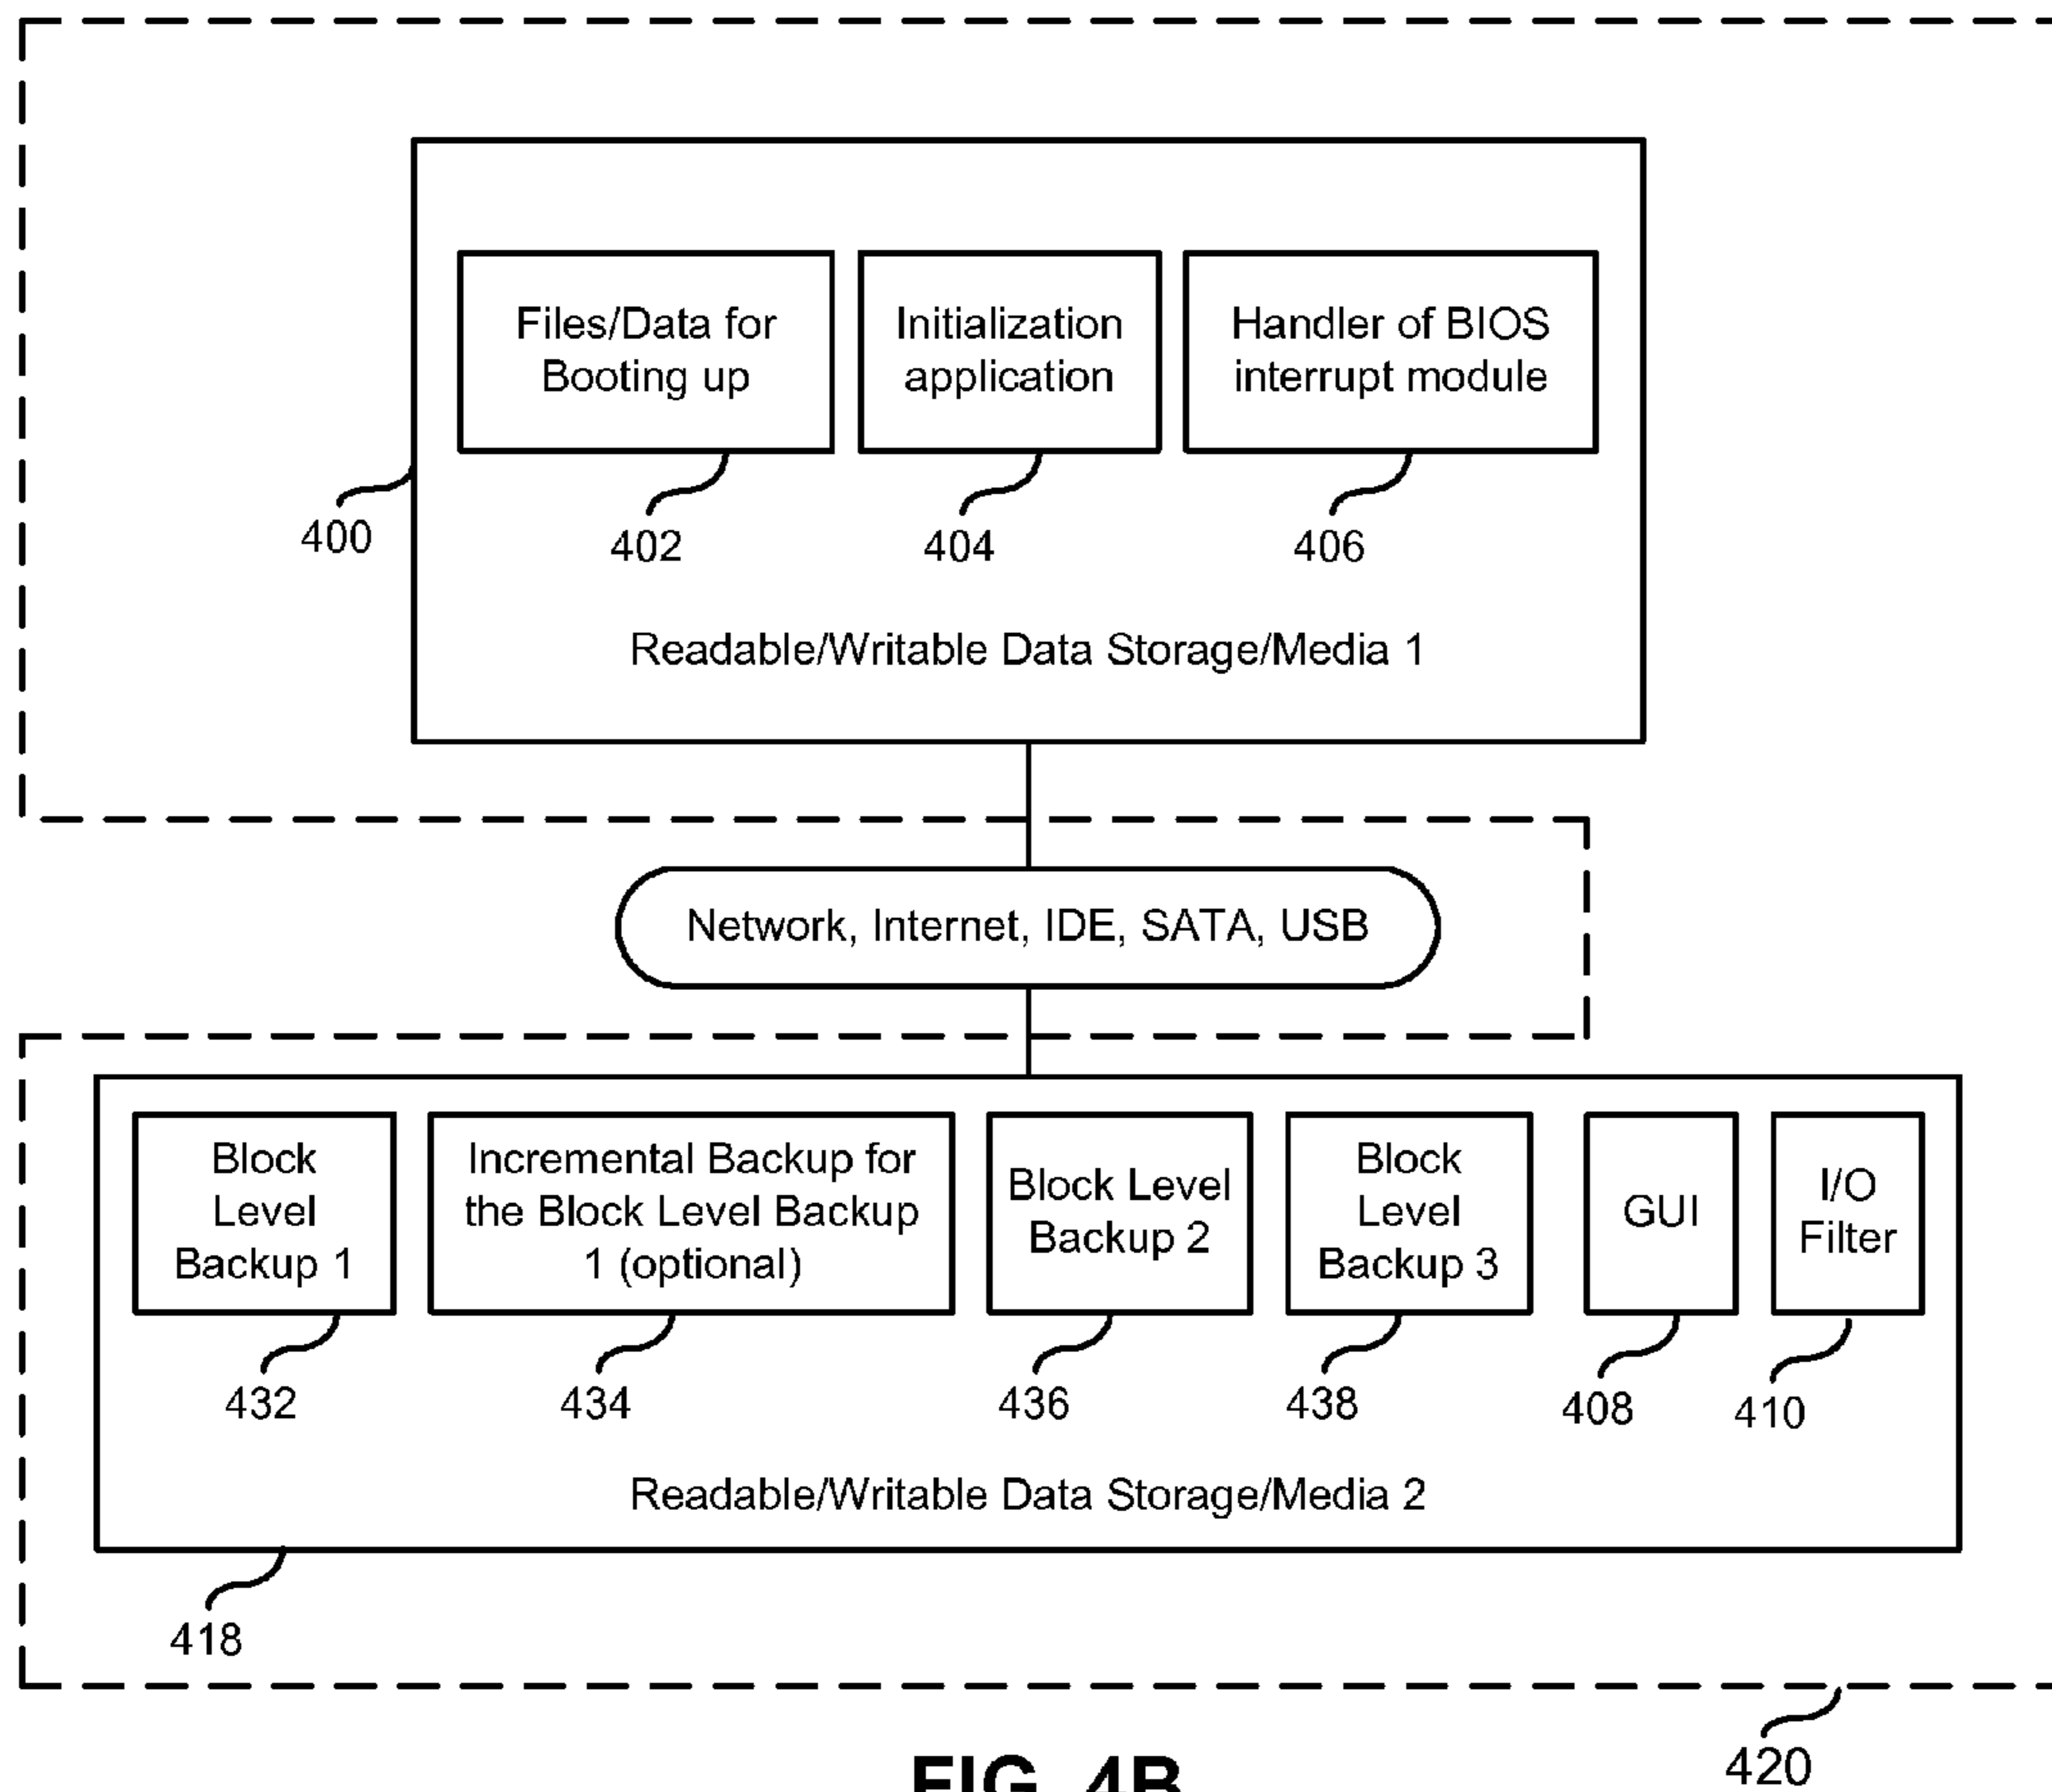 Files/Data for
Booting up
Initialization
application
Handler of BIOS
interrupt module
400
402
404
406
Readable/Writable Data Storage/Media 1
Network, Internet, IDE, SATA, USB
Block
Level
Backup 1
Incremental Backup for
the Block Level Backup
1 (optional)
Block Level
Backup 2
Block
Level
Backup 3
GUI
I/O
Filter
432
434
436
438
408
410
Readable/Writable Data Storage/Media 2
418
420
FIG. 4B